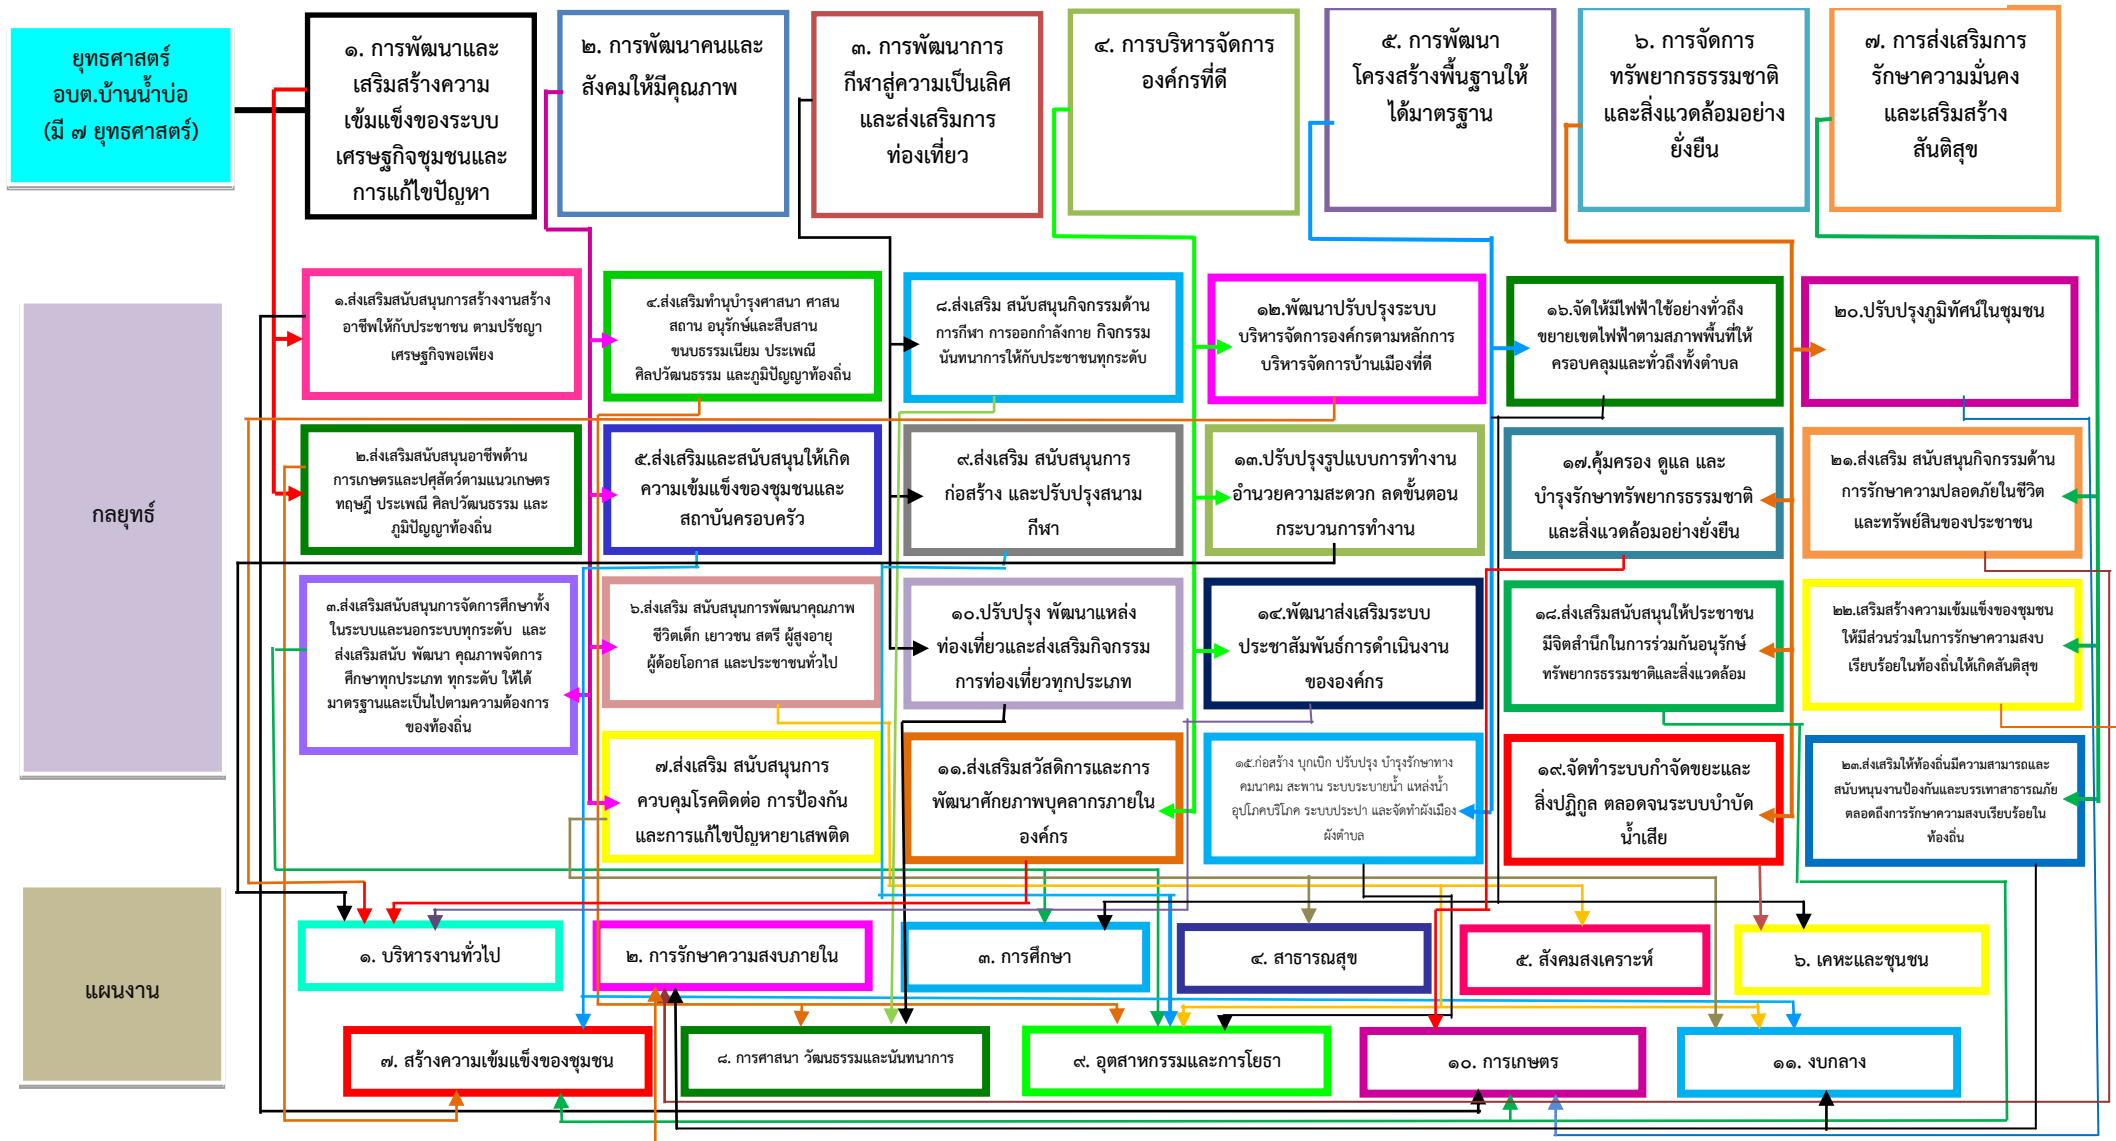 ยุทธศาสตร์
อบต.บ้านน้ำบ่อ
(มี ๗ ยุทธศาสตร์)
๑. การพัฒนาและ
เสริมสร้างความ
เข้มแข็งของระบบ
เศรษฐกิจชุมชนและ
การแก้ไขปัญหา
๒. การพัฒนาคนและ
สังคมให้มีคุณภาพ
๓. การพัฒนาการ
กีฬาสู่ความเป็นเลิศ
และส่งเสริมการ
ท่องเที่ยว
๔. การบริหารจัดการ
องค์กรที่ดี
๕. การพัฒนา
โครงสร้างพื้นฐานให้
ได้มาตรฐาน
๖. การจัดการ
ทรัพยากรธรรมชาติ
และสิ่งแวดล้อมอย่าง
ยั่งยืน
๗. การส่งเสริมการ
รักษาความมั่นคง
และเสริมสร้าง
สันติสุข
กลยุทธ์
๑.ส่งเสริมสนับสนุนการสร้างงานสร้าง
อาชีพให้กับประชาชน ตามปรัชญา
เศรษฐกิจพอเพียง
๔.ส่งเสริมทำนุบำรุงศาสนา ศาสน
สถาน อนุรักษ์และสืบสาน
ขนบธรรมเนียม ประเพณี
ศิลปวัฒนธรรม และภูมิปัญญาท้องถิ่น
๘.ส่งเสริม สนับสนุนกิจกรรมด้าน
การกีฬา การออกกำลังกาย กิจกรรม
นันทนาการให้กับประชาชนทุกระดับ
๑๒.พัฒนาปรับปรุงระบบ
บริหารจัดการองค์กรตามหลักการ
บริหารจัดการบ้านเมืองที่ดี
๑๖.จัดให้มีไฟฟ้าใช้อย่างทั่วถึง
ขยายเขตไฟฟ้าตามสภาพพื้นที่ให้
ครอบคลุมและทั่วถึงทั้งตำบล
๒๐.ปรับปรุงภูมิทัศน์ในชุมชน
๒.ส่งเสริมสนับสนุนอาชีพด้าน
การเกษตรและปศุสัตว์ตามแนวเกษตร
ทฤษฎี ประเพณี ศิลปวัฒนธรรม และ
ภูมิปัญญาท้องถิ่น
๕.ส่งเสริมและสนับสนุนให้เกิด
ความเข้มแข็งของชุมชนและ
สถาบันครอบครัว
๙.ส่งเสริม สนับสนุนการ
ก่อสร้าง และปรับปรุงสนาม
กีฬา
๑๓.ปรับปรุงรูปแบบการทำงาน
อำนวยความสะดวก ลดขั้นตอน
กระบวนการทำงาน
๑๗.คุ้มครอง ดูแล และ
บำรุงรักษาทรัพยากรธรรมชาติ
และสิ่งแวดล้อมอย่างยั่งยืน
๒๑.ส่งเสริม สนับสนุนกิจกรรมด้าน
การรักษาความปลอดภัยในชีวิต
และทรัพย์สินของประชาชน
๓.ส่งเสริมสนับสนุนการจัดการศึกษาทั้ง
ในระบบและนอกระบบทุกระดับ และ
ส่งเสริมสนับ พัฒนา คุณภาพจัดการ
ศึกษาทุกประเภท ทุกระดับ ให้ได้
มาตรฐานและเป็นไปตามความต้องการ
ของท้องถิ่น
๖.ส่งเสริม สนับสนุนการพัฒนาคุณภาพ
ชีวิตเด็ก เยาวชน สตรี ผู้สูงอายุ
ผู้ด้อยโอกาส และประชาชนทั่วไป
๑๐.ปรับปรุง พัฒนาแหล่ง
ท่องเที่ยวและส่งเสริมกิจกรรม
การท่องเที่ยวทุกประเภท
๑๔.พัฒนาส่งเสริมระบบ
ประชาสัมพันธ์การดำเนินงาน
ขององค์กร
๑๘.ส่งเสริมสนับสนุนให้ประชาชน
มีจิตสำนึกในการร่วมกันอนุรักษ์
ทรัพยากรธรรมชาติและสิ่งแวดล้อม
๒๒.เสริมสร้างความเข้มแข็งของชุมชน
ให้มีส่วนร่วมในการรักษาความสงบ
เรียบร้อยในท้องถิ่นให้เกิดสันติสุข
๗.ส่งเสริม สนับสนุนการ
ควบคุมโรคติดต่อ การป้องกัน
และการแก้ไขปัญหายาเสพติด
๑๑.ส่งเสริมสวัสดิการและการ
พัฒนาศักยภาพบุคลากรภายใน
องค์กร
๑๕.ก่อสร้าง บุกเบิก ปรับปรุง บำรุงรักษาทาง
คมนาคม สะพาน ระบบระบายน้ำ แหล่งน้ำ
อุปโภคบริโภค ระบบประปา และจัดทำผังเมือง
ผังตำบล
๑๙.จัดทำระบบกำจัดขยะและ
สิ่งปฏิกูล ตลอดจนระบบบำบัด
น้ำเสีย
๒๓.ส่งเสริมให้ท้องถิ่นมีความสามารถและ
สนับหนุนงานป้องกันและบรรเทาสาธารณภัย
ตลอดถึงการรักษาความสงบเรียบร้อยใน
ท้องถิ่น
แผนงาน
๑. บริหารงานทั่วไป
๒. การรักษาความสงบภายใน
๓. การศึกษา
๔. สาธารณสุข
๕. สังคมสงเคราะห์
๖. เคหะและชุนชน
๗. สร้างความเข้มแข็งของชุมชน
๘. การศาสนา วัฒนธรรมและนันทนาการ
๙. อุตสาหกรรมและการโยธา
๑๐. การเกษตร
๑๑. งบกลาง